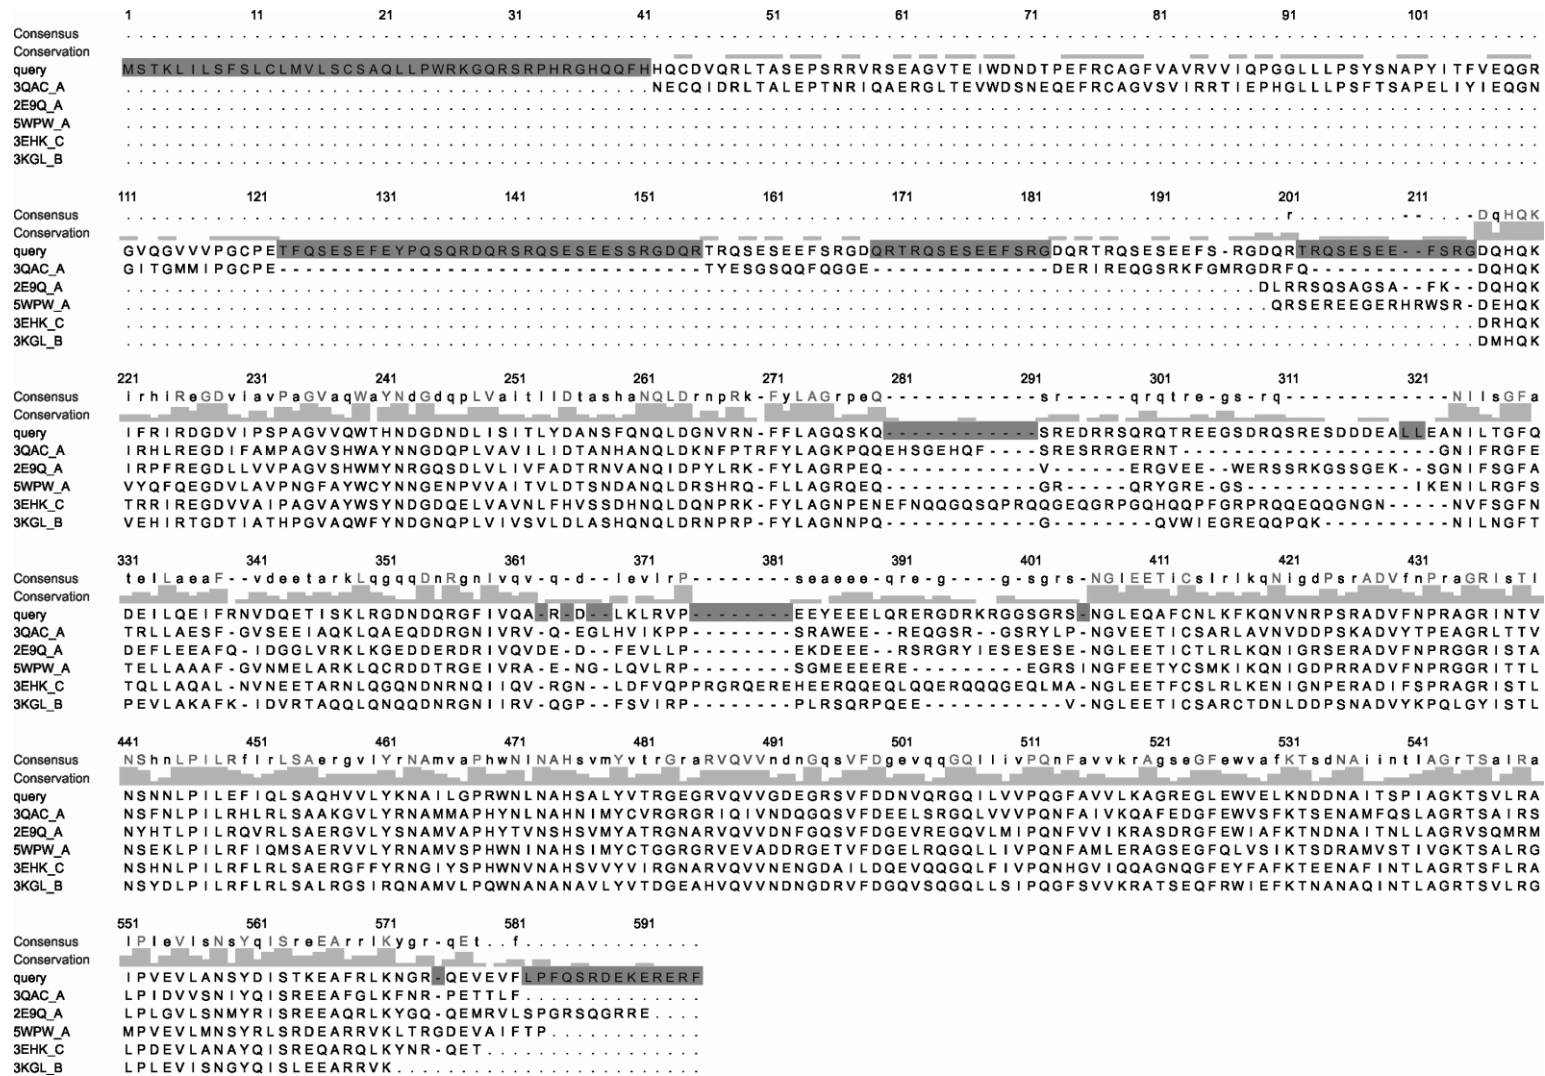 1 11 21 31 41 51 61 71 81 91 101
Consensus
Conservation
query MSTKLILSFSLCLMVLSCSAQLLPWRKGQRSRPHRGHQQFHHQCDVQRLTASEPSRRVRSEAGVTEIWDNDTPEFRCAGFVAVRVVIQPGGLLLPSYSNAPYITFVEQGR
3QAC_A NECQIDRLTALEPTNRIQAERGLTEVWDSNEQEFRCAGVSVIRRTIEPHGLLLPSFTSAPELIYIEQGN
2E9Q_A
5WPW_A
3EHK_C
3KGL_B
111 121 131 141 151 161 171 181 191 201 211
Consensus r -- -DqHQK
Conservation
query GVQGVVVPGCPETFQSESEFEYPQSQRDQRSRQSESEESSRGDQRTRQSESEEFSRGDQRTRQSESEEFSRGDQRTRQSESEEFS-RGDQRTRQSESEE--FSRGDQHQK
3QAC_A GITGMMIPGCPE---------------------------------TYESGSQQFQGGE----------------DERIREQGSRKFGMRGDRFQ------------DQHQK
2E9Q_A DLRRSQSAGSA--FK--DQHQK
5WPW_A QRSEREEGERHRWSR-DEHQK
3EHK_C DRHQK
3KGL_B DMHQK
221 231 241 251 261 271 281 291 301 311 321
Consensus irhiReGDviavPaGVaqWaYNdGdqpLVaitlIDtashaNQLDrnpRk-FyLAGrpeQ------------sr-----qrqtre-gs-rq-------------NIlsGFa
Conservation
query IFRIRDGDVIPSPAGVVQWTHNDGDNDLISITLYDANSFQNQLDGNVRN-FFLAGQSKQ------------SREDRRSQRQTREEGSDRQSRESDDDEALLEANILTGFQ
3QAC_A IRHLREGDIFAMPAGVSHWAYNNGDQPLVAVILIDTANHANQLDKNFPTRFYLAGKPQQEHSGEHQF----SRESRRGERNT---------------------GNIFRGFE
2E9Q_A IRPFREGDLLVVPAGVSHWMYNRGQSDLVLIVFADTRNVANQIDPYLRK-FYLAGRPEQ------------V------ERGVEE--WERSSRKGSSGEK--SGNIFSGFA
5WPW_A VYQFQEGDVLAVPNGFAYWCYNNGENPVVAITVLDTSNDANQLDRSHRQ-FLLAGRQEQ------------GR-----QRYGRE-GS--------------IKENILRGFS
3EHK_C TRRIREGDVVAIPAGVAYWSYNDGDQELVAVNLFHVSSDHNQLDQNPRK-FYLAGNPENEFNQQGQSQPRQQGEQGRPGQHQQPFGRPRQQEQQGNGN-----NVFSGFN
3KGL_B VEHIRTGDTIATHPGVAQWFYNDGNQPLVIVSVLDLASHQNQLDRNPRP-FYLAGNNPQ------------G--------QVWIEGREQQPQK----------NILNGFT
331 341 351 361 371 381 391 401 411 421 431
Consensus telLaeaF--vdeetarkLqgqqDnRgnIvqv-q-d--levlrP--------seaeee-qre-g----g-sgrs-NGlEETiCslrlkqNigdPsrADVfnPraGRIsTl
Conservation
query DEILQEIFRNVDQETISKLRGDNDQRGFIVQA-R-D--LKLRVP--------EEYEEELQRERGDRKRGGSGRS-NGLEQAFCNLKFKQNVNRPSRADVFNPRAGRINTV
3QAC_A TRLLAESF-GVSEEIAQKLQAEQDDRGNIVRV-Q-EGLHVIKPP--------SRAWEE--REQGSR--GSRYLP-NGVEETICSARLAVNVDDPSKADVYTPEAGRLTTV
2E9Q_A DEFLEEAFQ-IDGGLVRKLKGEDDERDRIVQVDE-D--FEVLLP--------EKDEEE--RSRGRYIESESESE-NGLEETICTLRLKQNIGRSERADVFNPRGGRISTA
5WPW_A TELLAAAF-GVNMELARKLQCRDDTRGEIVRA-E-NG-LQVLRP--------SGMEEEERE---------EGRSINGFEETYCSMKIKQNIGDPRRADVFNPRGGRITTL
3EHK_C TQLLAQAL-NVNEETARNLQGQNDNRNQIIQV-RGN--LDFVQPPRGRQEREHEERQQEQLQQERQQQGEQLMA-NGLEETFCSLRLKENIGNPERADIFSPRAGRISTL
3KGL_B PEVLAKAFK-IDVRTAQQLQNQQDNRGNIIRV-QGP--FSVIRP--------PLRSQRPQEE-----------V-NGLEETICSARCTDNLDDPSNADVYKPQLGYISTL
441 451 461 471 481 491 501 511 521 531 541
Consensus NShnLPILRflrLSAergvlYrNAmvaPhwNlNAHsvmYvtrGraRVQVVndnGqsVFDgevqqGQllivPQnFavvkrAgseGFewvafKTsdNAiintlAGrTSalRa
Conservation
query NSNNLPILEFIQLSAQHVVLYKNAILGPRWNLNAHSALYVTRGEGRVQVVGDEGRSVFDDNVQRGQILVVPQGFAVVLKAGREGLEWVELKNDDNAITSPIAGKTSVLRA
3QAC_A NSFNLPILRHLRLSAAKGVLYRNAMMAPHYNLNAHNIMYCVRGRGRIQIVNDQGQSVFDEELSRGQLVVVPQNFAIVKQAFEDGFEWVSFKTSENAMFQSLAGRTSAIRS
2E9Q_A NYHTLPILRQVRLSAERGVLYSNAMVAPHYTVNSHSVMYATRGNARVQVVDNFGQSVFDGEVREGQVLMIPQNFVVIKRASDRGFEWIAFKTNDNAITNLLAGRVSQMRM
5WPW_A NSEKLPILRFIQMSAERVVLYRNAMVSPHWNINAHSIMYCTGGRGRVEVADDRGETVFDGELRQGQLLIVPQNFAMLERAGSEGFQLVSIKTSDRAMVSTIVGKTSALRG
3EHK_C NSHNLPILRFLRLSAERGFFYRNGIYSPHWNVNAHSVVYVIRGNARVQVVNENGDAILDQEVQQGQLFIVPQNHGVIQQAGNQGFEYFAFKTEENAFINTLAGRTSFLRA
3KGL_B NSYDLPILRFLRLSALRGSIRQNAMVLPQWNANANAVLYVTDGEAHVQVVNDNGDRVFDGQVSQGQLLSIPQGFSVVKRATSEQFRWIEFKTNANAQINTLAGRTSVLRG
551 561 571 581 591
Consensus lPleVlsNsYqISreEArrlKygr-qEt..f
Conservation
query IPVEVLANSYDISTKEAFRLKNGR-QEVEVFLPFQSRDEKERERF
3QAC_A LPIDVVSNIYQISREEAFGLKFNR-PETTLF
2E9Q_A LPLGVLSNMYRISREEAQRLKYGQ-QEMRVLSPGRSQGRRE
5WPW_A MPVEVLMNSYRLSRDEARRVKLTRGDEVAIFTP
3EHK_C LPDEVLANAYQISREQARQLKYNR-QET
3KGL_B LPLEVISNGYQISLEEARRVK